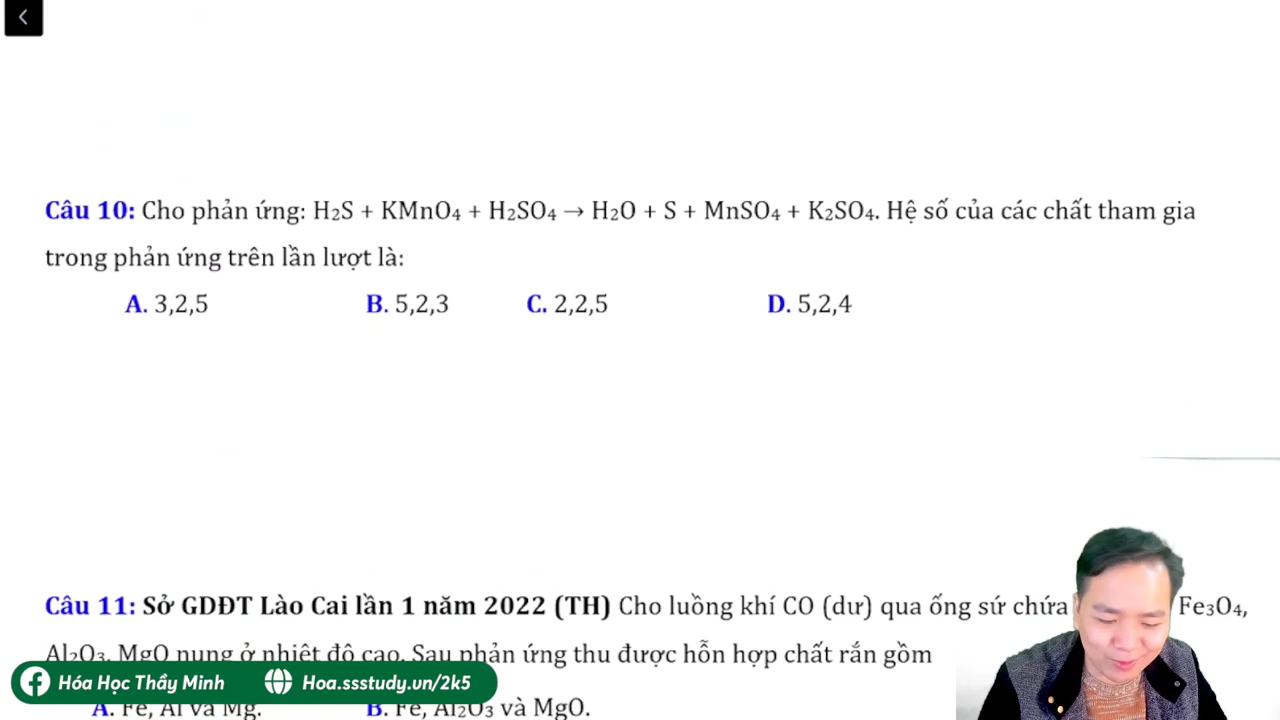 Câu 10: Cho phản ứng: H₂S + KMnO₄ + H₂SO₄ → H₂O + S + MnSO₄ + K₂SO₄. Hệ số của các chất tham gia
trong phản ứng trên lần lượt là:
A. 3,2,5 B. 5,2,3 C. 2,2,5 D. 5,2,4
Câu 11: Sở GDĐT Lào Cai lần 1 năm 2022 (TH) Cho luồng khí CO (dư) qua ống sứ chứa Fe₃O₄,
Al₂O₃, MgO nung ở nhiệt độ cao. Sau phản ứng thu được hỗn hợp chất rắn gồm
Hóa Học Thầy Minh Hoa.ssstudy.vn/2k5
A. Fe, Al và Mg. B. Fe, Al₂O₃ và MgO.